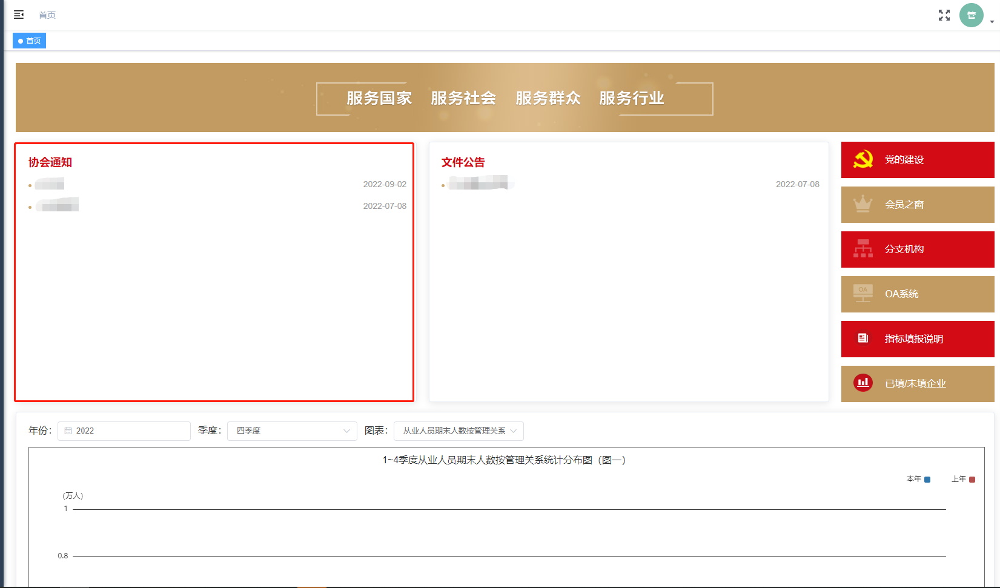 首页
管
首页
服务国家 服务社会 服务群众 服务行业
协会通知
2022-09-02
2022-07-08
文件公告
2022-07-08
党的建设
会员之窗
分支机构
OA
OA系统
指标填报说明
已填/未填企业
年份： 2022 季度： 四季度 图表： 从业人员期末人数按管理关系
1~4季度从业人员期末人数按管理关系统计分布图（图一）
本年 上年
（万人）
1
0.8